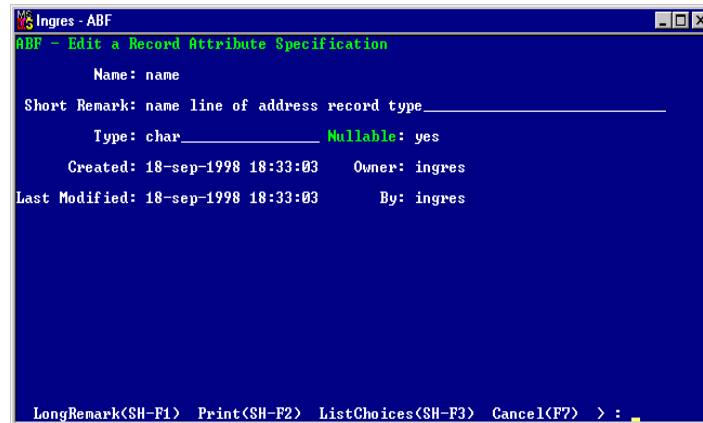 Ingres - ABF
ABF - Edit a Record Attribute Specification
Name: name
Short Remark: name line of address record type
Type: char Nullable: yes
Created: 18-sep-1998 18:33:03 Owner: ingres
Last Modified: 18-sep-1998 18:33:03 By: ingres
LongRemark(SH-F1) Print(SH-F2) ListChoices(SH-F3) Cancel(F7) > : _